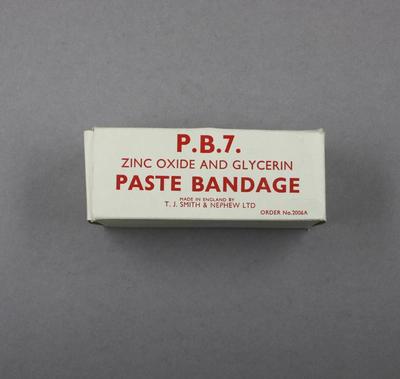 P.B.7.
ZINC OXIDE AND GLYCERIN
PASTE BANDAGE
MADE IN ENGLAND BY
T. J. SMITH & NEPHEW LTD
ORDER No.2006A